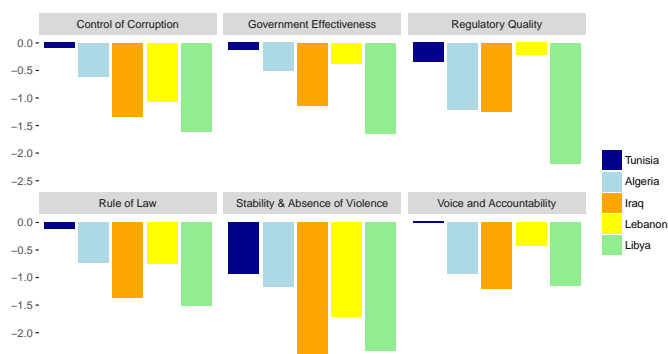 Control of Corruption
Government Effectiveness
Regulatory Quality
0.0
−0.5
−1.0
−1.5
−2.0
−2.5
Rule of Law
Stability & Absence of Violence
Voice and Accountability
0.0
−0.5
−1.0
−1.5
−2.0
Tunisia
Algeria
Iraq
Lebanon
Libya